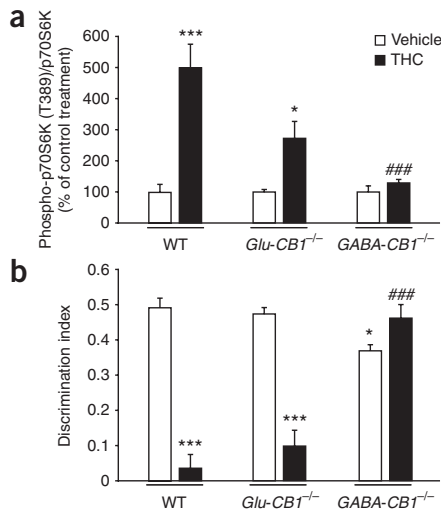 a
Phospho-p70S6K (T389)/p70S6K
(% of control treatment)
600
500
400
300
200
100
0
***
*
###
Vehicle
THC
WT
Glu-CB1–/–
GABA-CB1–/–
b
Discrimination index
0.6
0.5
0.4
0.3
0.2
0.1
0
***
***
*
###
WT
Glu-CB1–/–
GABA-CB1–/–